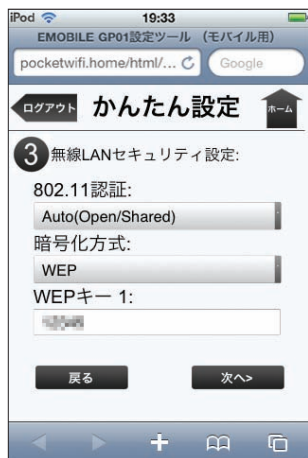 iPod 19:33
EMOBILE GP01設定ツール （モバイル用）
pocketwifi.home/html/... Google
ログアウト かんたん設定 ホーム
3 無線LANセキュリティ設定:
802.11認証:
Auto(Open/Shared)
暗号化方式:
WEP
WEPキー 1:
戻る 次へ>